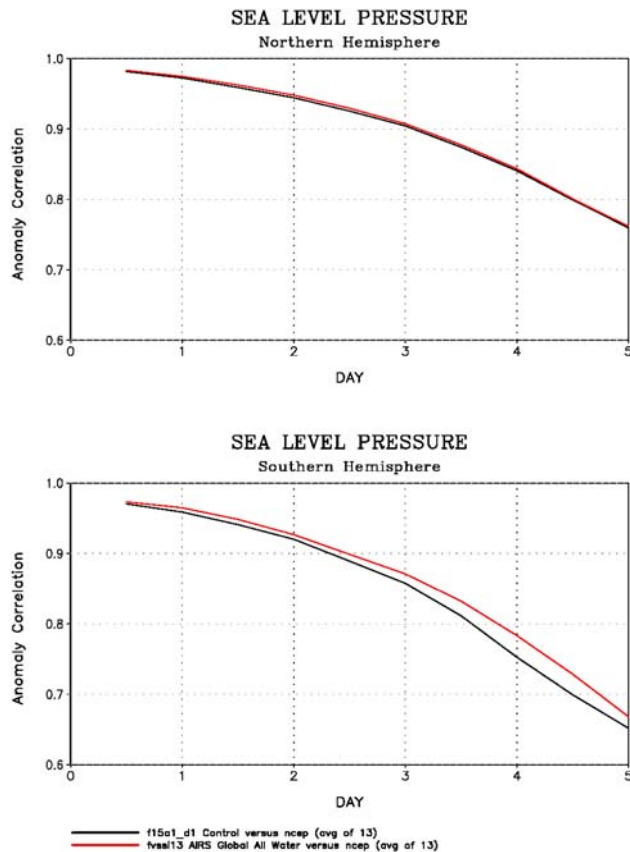 SEA LEVEL PRESSURE
Northern Hemisphere
1.0
0.9
0.8
0.7
0.6
Anomaly Correlation
0 1 2 3 4 5
DAY
SEA LEVEL PRESSURE
Southern Hemisphere
1.0
0.9
0.8
0.7
0.6
Anomaly Correlation
0 1 2 3 4 5
DAY
f15a1_d1 Control versus ncep (avg of 13)
fvssi13 AIRS Global All Water versus ncep (avg of 13)